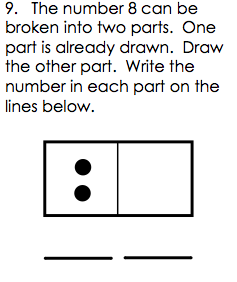 9. The number 8 can be
broken into two parts. One
part is already drawn. Draw
the other part. Write the
number in each part on the
lines below.